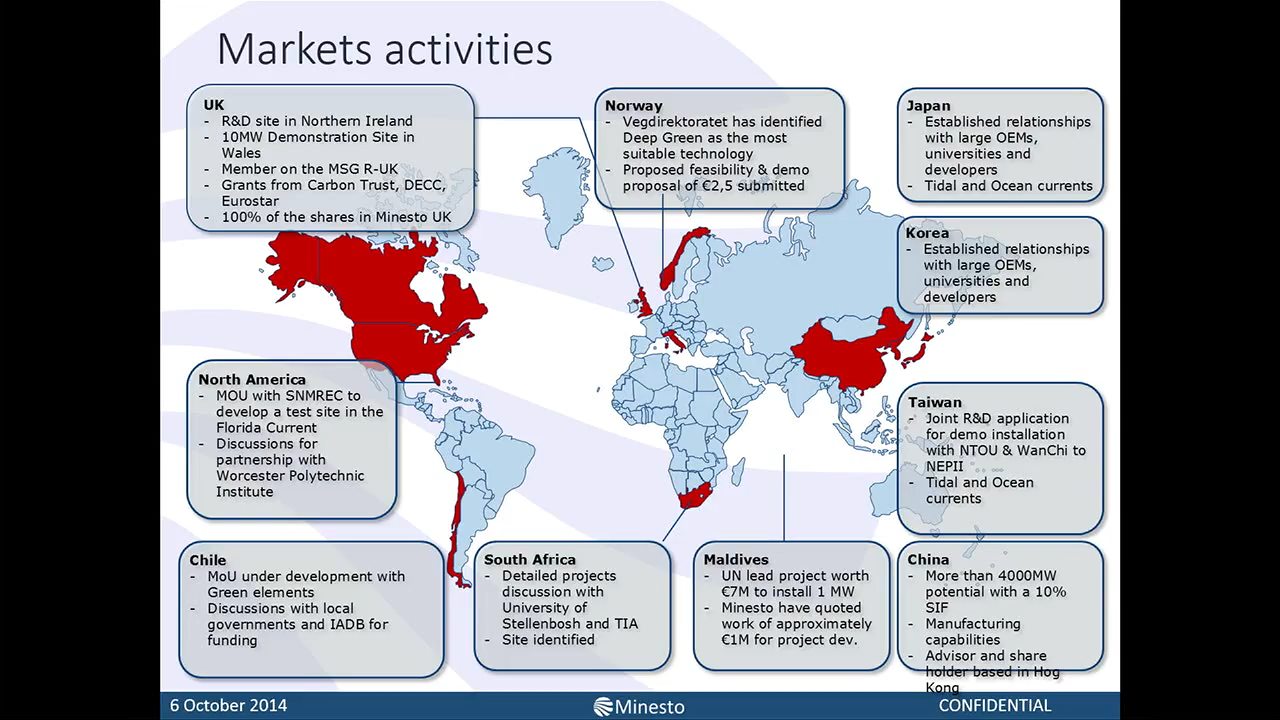 Markets activities
UK
- R&D site in Northern Ireland
- 10MW Demonstration Site in
Wales
- Member on the MSG R-UK
- Grants from Carbon Trust, DECC,
Eurostar
- 100% of the shares in Minesto UK
Norway
- Vegdirektoratet has identified
Deep Green as the most
suitable technology
- Proposed feasibility & demo
proposal of €2,5 submitted
Japan
- Established relationships
with large OEMs,
universities and
developers
- Tidal and Ocean currents
Korea
- Established relationships
with large OEMs,
universities and
developers
North America
- MOU with SNMREC to
develop a test site in the
Florida Current
- Discussions for
partnership with
Worcester Polytechnic
Institute
Taiwan
- Joint R&D application
for demo installation
with NTOU & WanChi to
NEPII
- Tidal and Ocean
currents
Chile
- MoU under development with
Green elements
- Discussions with local
governments and IADB for
funding
South Africa
- Detailed projects
discussion with
University of
Stellenbosh and TIA
- Site identified
Maldives
- UN lead project worth
€7M to install 1 MW
- Minesto have quoted
work of approximately
€1M for project dev.
China
- More than 4000MW
potential with a 10%
SIF
- Manufacturing
capabilities
- Advisor and share
holder based in Hog
Kong
6 October 2014
Minesto
CONFIDENTIAL